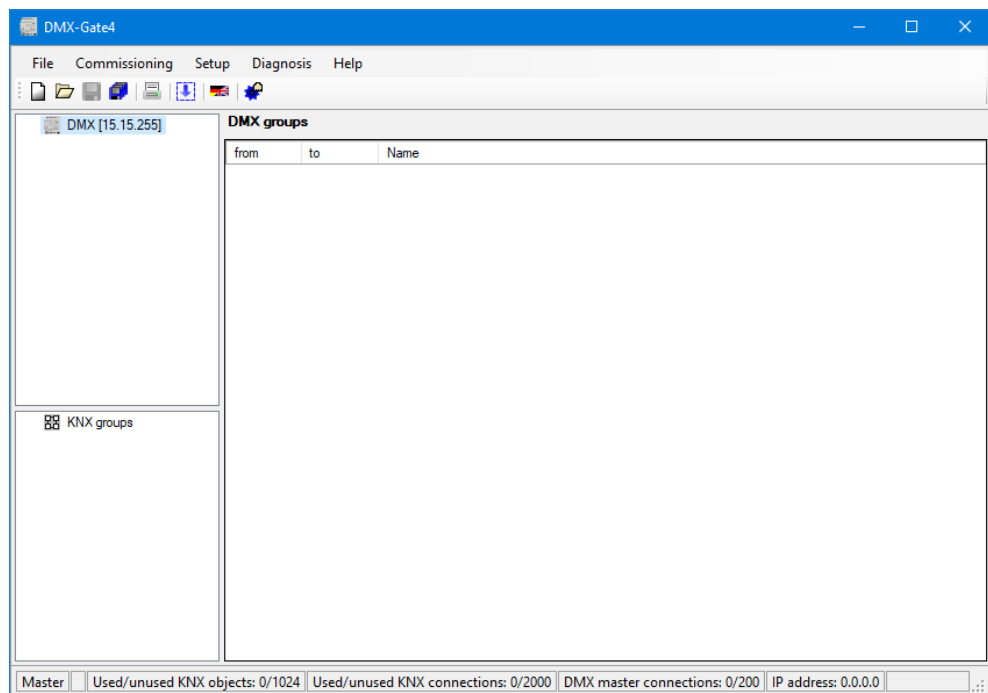 DMX-Gate4
File Commissioning Setup Diagnosis Help
DMX [15.15.255]
DMX groups
from to Name
KNX groups
Master Used/unused KNX objects: 0/1024 Used/unused KNX connections: 0/2000 DMX master connections: 0/200 IP address: 0.0.0.0